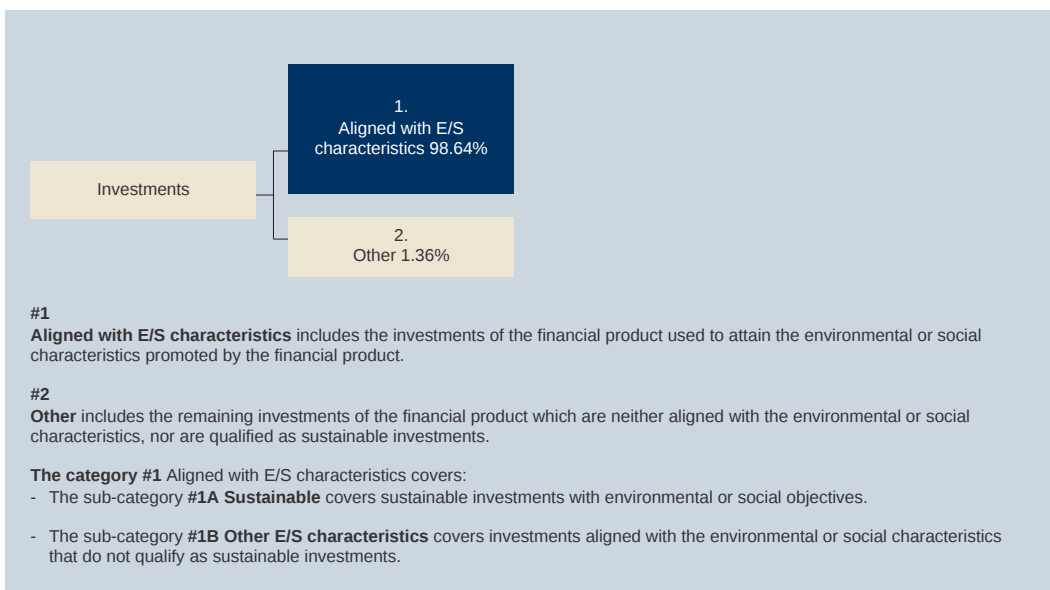 1.
Aligned with E/S
characteristics 98.64%
Investments
2.
Other 1.36%
#1
Aligned with E/S characteristics includes the investments of the financial product used to attain the environmental or social
characteristics promoted by the financial product.
#2
Other includes the remaining investments of the financial product which are neither aligned with the environmental or social
characteristics, nor are qualified as sustainable investments.
The category #1 Aligned with E/S characteristics covers:
- The sub-category #1A Sustainable covers sustainable investments with environmental or social objectives.
- The sub-category #1B Other E/S characteristics covers investments aligned with the environmental or social characteristics
that do not qualify as sustainable investments.